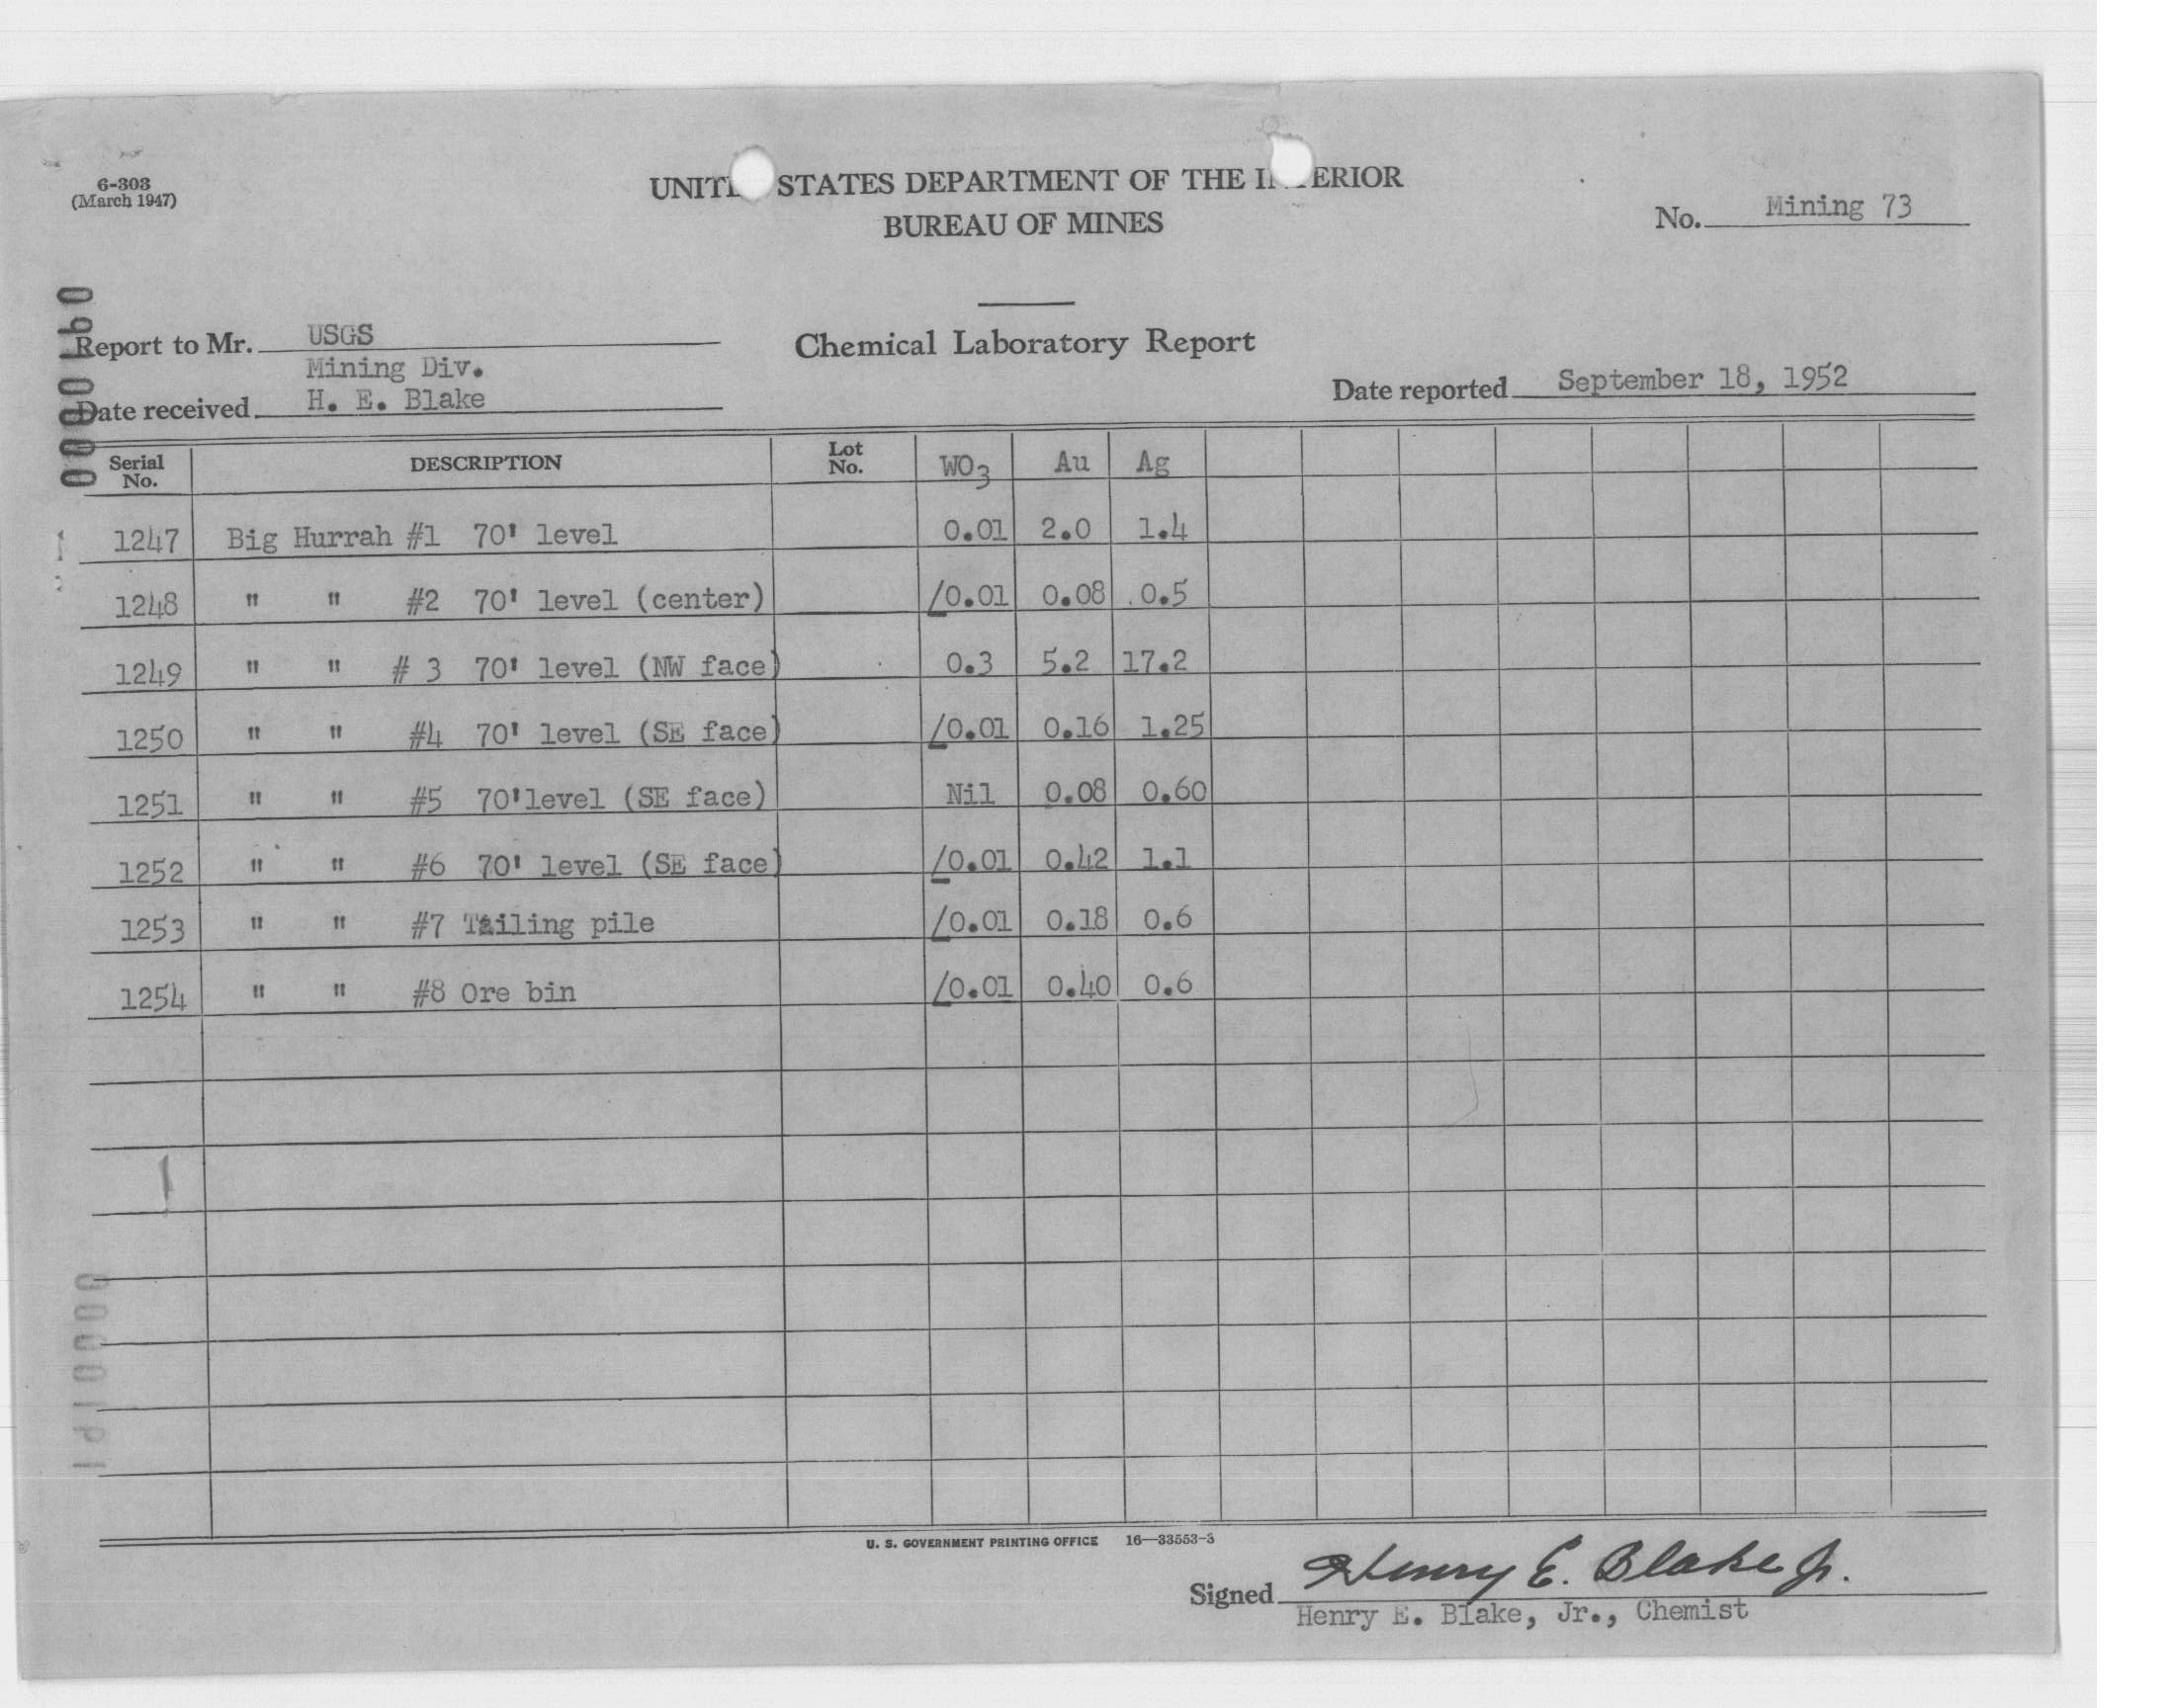 6-303
(March 1947)
UNITE STATES DEPARTMENT OF THE INTERIOR
BUREAU OF MINES
No. Mining 73
Report to Mr. USGS
Mining Div.
Chemical Laboratory Report
Date received H. E. Blake
Date reported September 18, 1952
Serial No. DESCRIPTION Lot No. WO3 Au Ag
1247 Big Hurrah #1 70' level 0.01 2.0 1.4
1248 " " #2 70' level (center) /0.01 0.08 0.5
1249 " " # 3 70' level (NW face) 0.3 5.2 17.2
1250 " " #4 70' level (SE face) /0.01 0.16 1.25
1251 " " #5 70'level (SE face) Nil 0.08 0.60
1252 " " #6 70' level (SE face) /0.01 0.42 1.1
1253 " " #7 Tailing pile /0.01 0.18 0.6
1254 " " #8 Ore bin /0.01 0.40 0.6
U. S. GOVERNMENT PRINTING OFFICE 16—33553-3
Signed Henry E. Blake Jr.
Henry E. Blake, Jr., Chemist